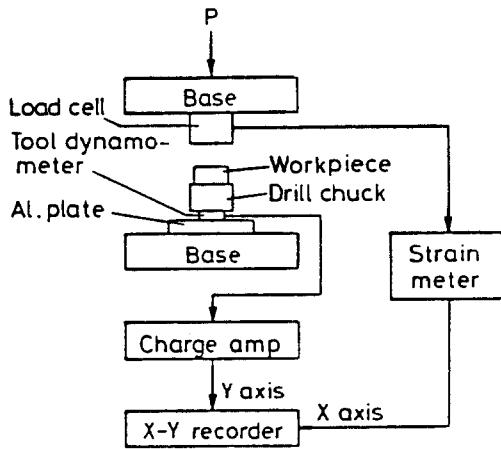 P
Base
Load cell
Tool dynamo-
meter
Workpiece
Drill chuck
Al. plate
Base
Strain
meter
Charge amp
Y axis
X axis
X-Y recorder